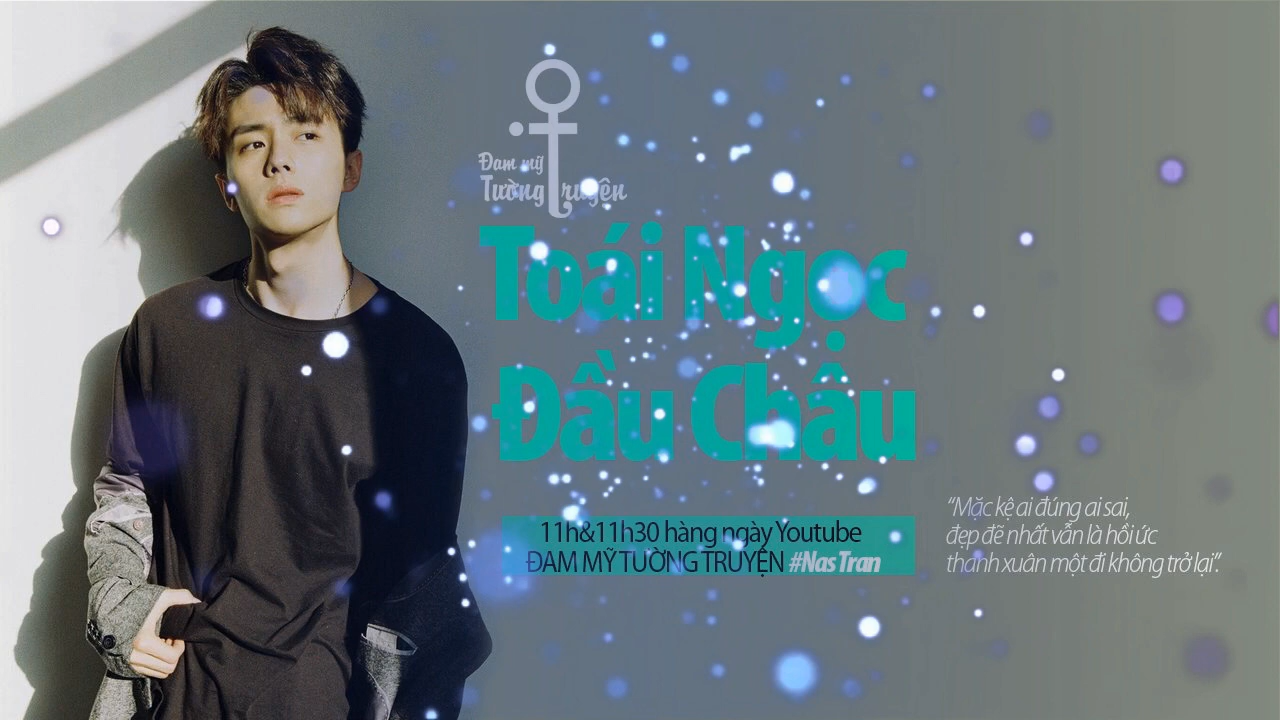 Đam mỹ
Tường Truyện
Toái Ngọc
Đầu Châu
11h&11h30 hàng ngày Youtube
ĐAM MỸ TƯỜNG TRUYỆN #Nas Tran
“Mặc kệ ai đúng ai sai,
đẹp đẽ nhất vẫn là hồi ức
thanh xuân một đi không trở lại”.